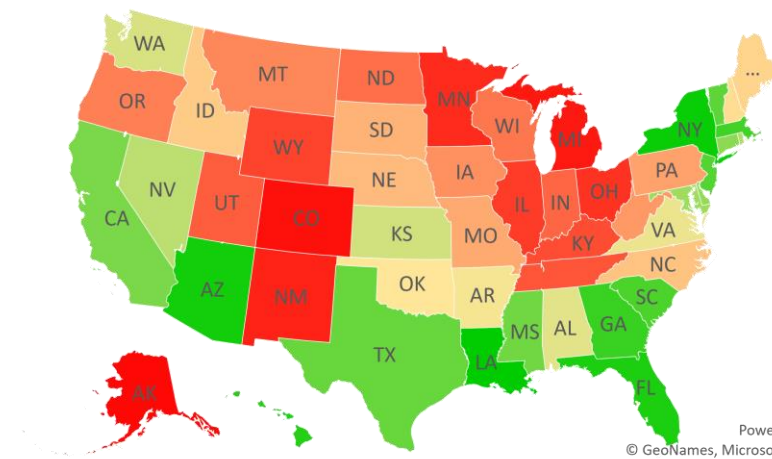 WA
MT
ND
MN
...
OR
ID
SD
WI
MI
NY
WY
NE
IA
PA
NV
UT
CO
IL
IN
OH
CA
KS
MO
KY
VA
AZ
NM
OK
AR
NC
TX
MS
AL
GA
SC
LA
FL
AK
Powe
© GeoNames, Microsoc